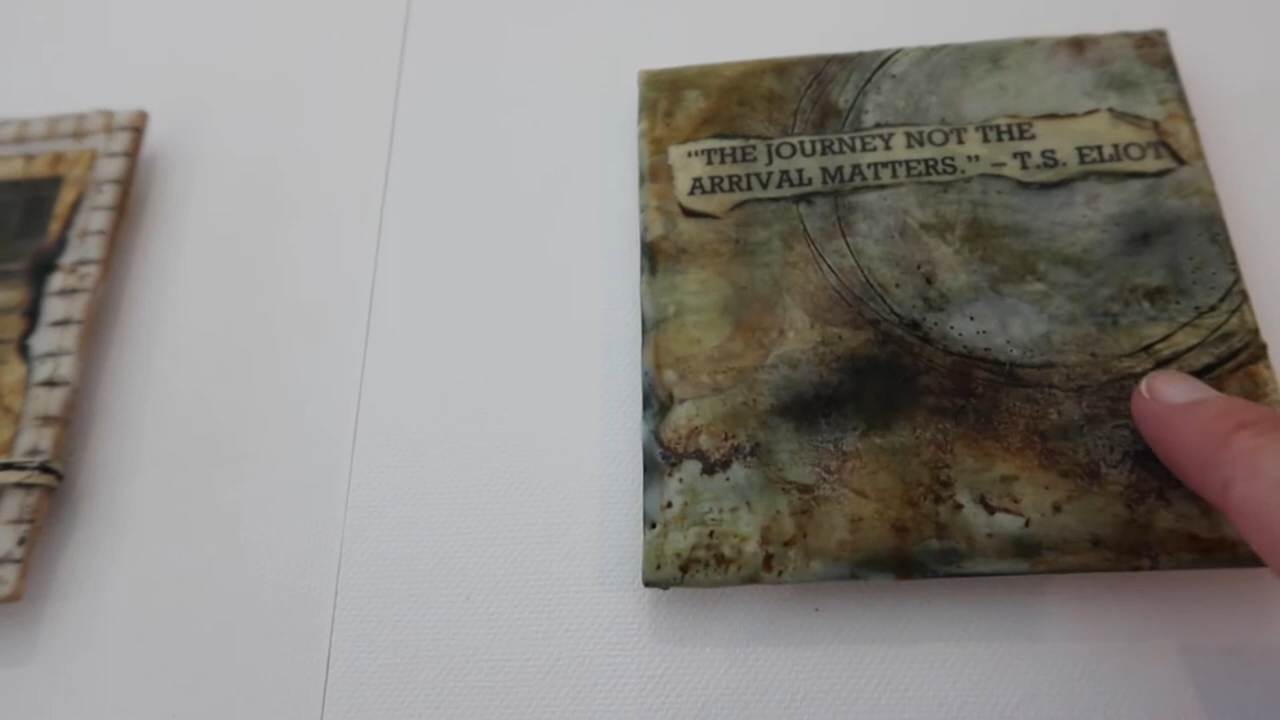 “THE JOURNEY NOT THE
ARRIVAL MATTERS.” – T.S. ELIOT